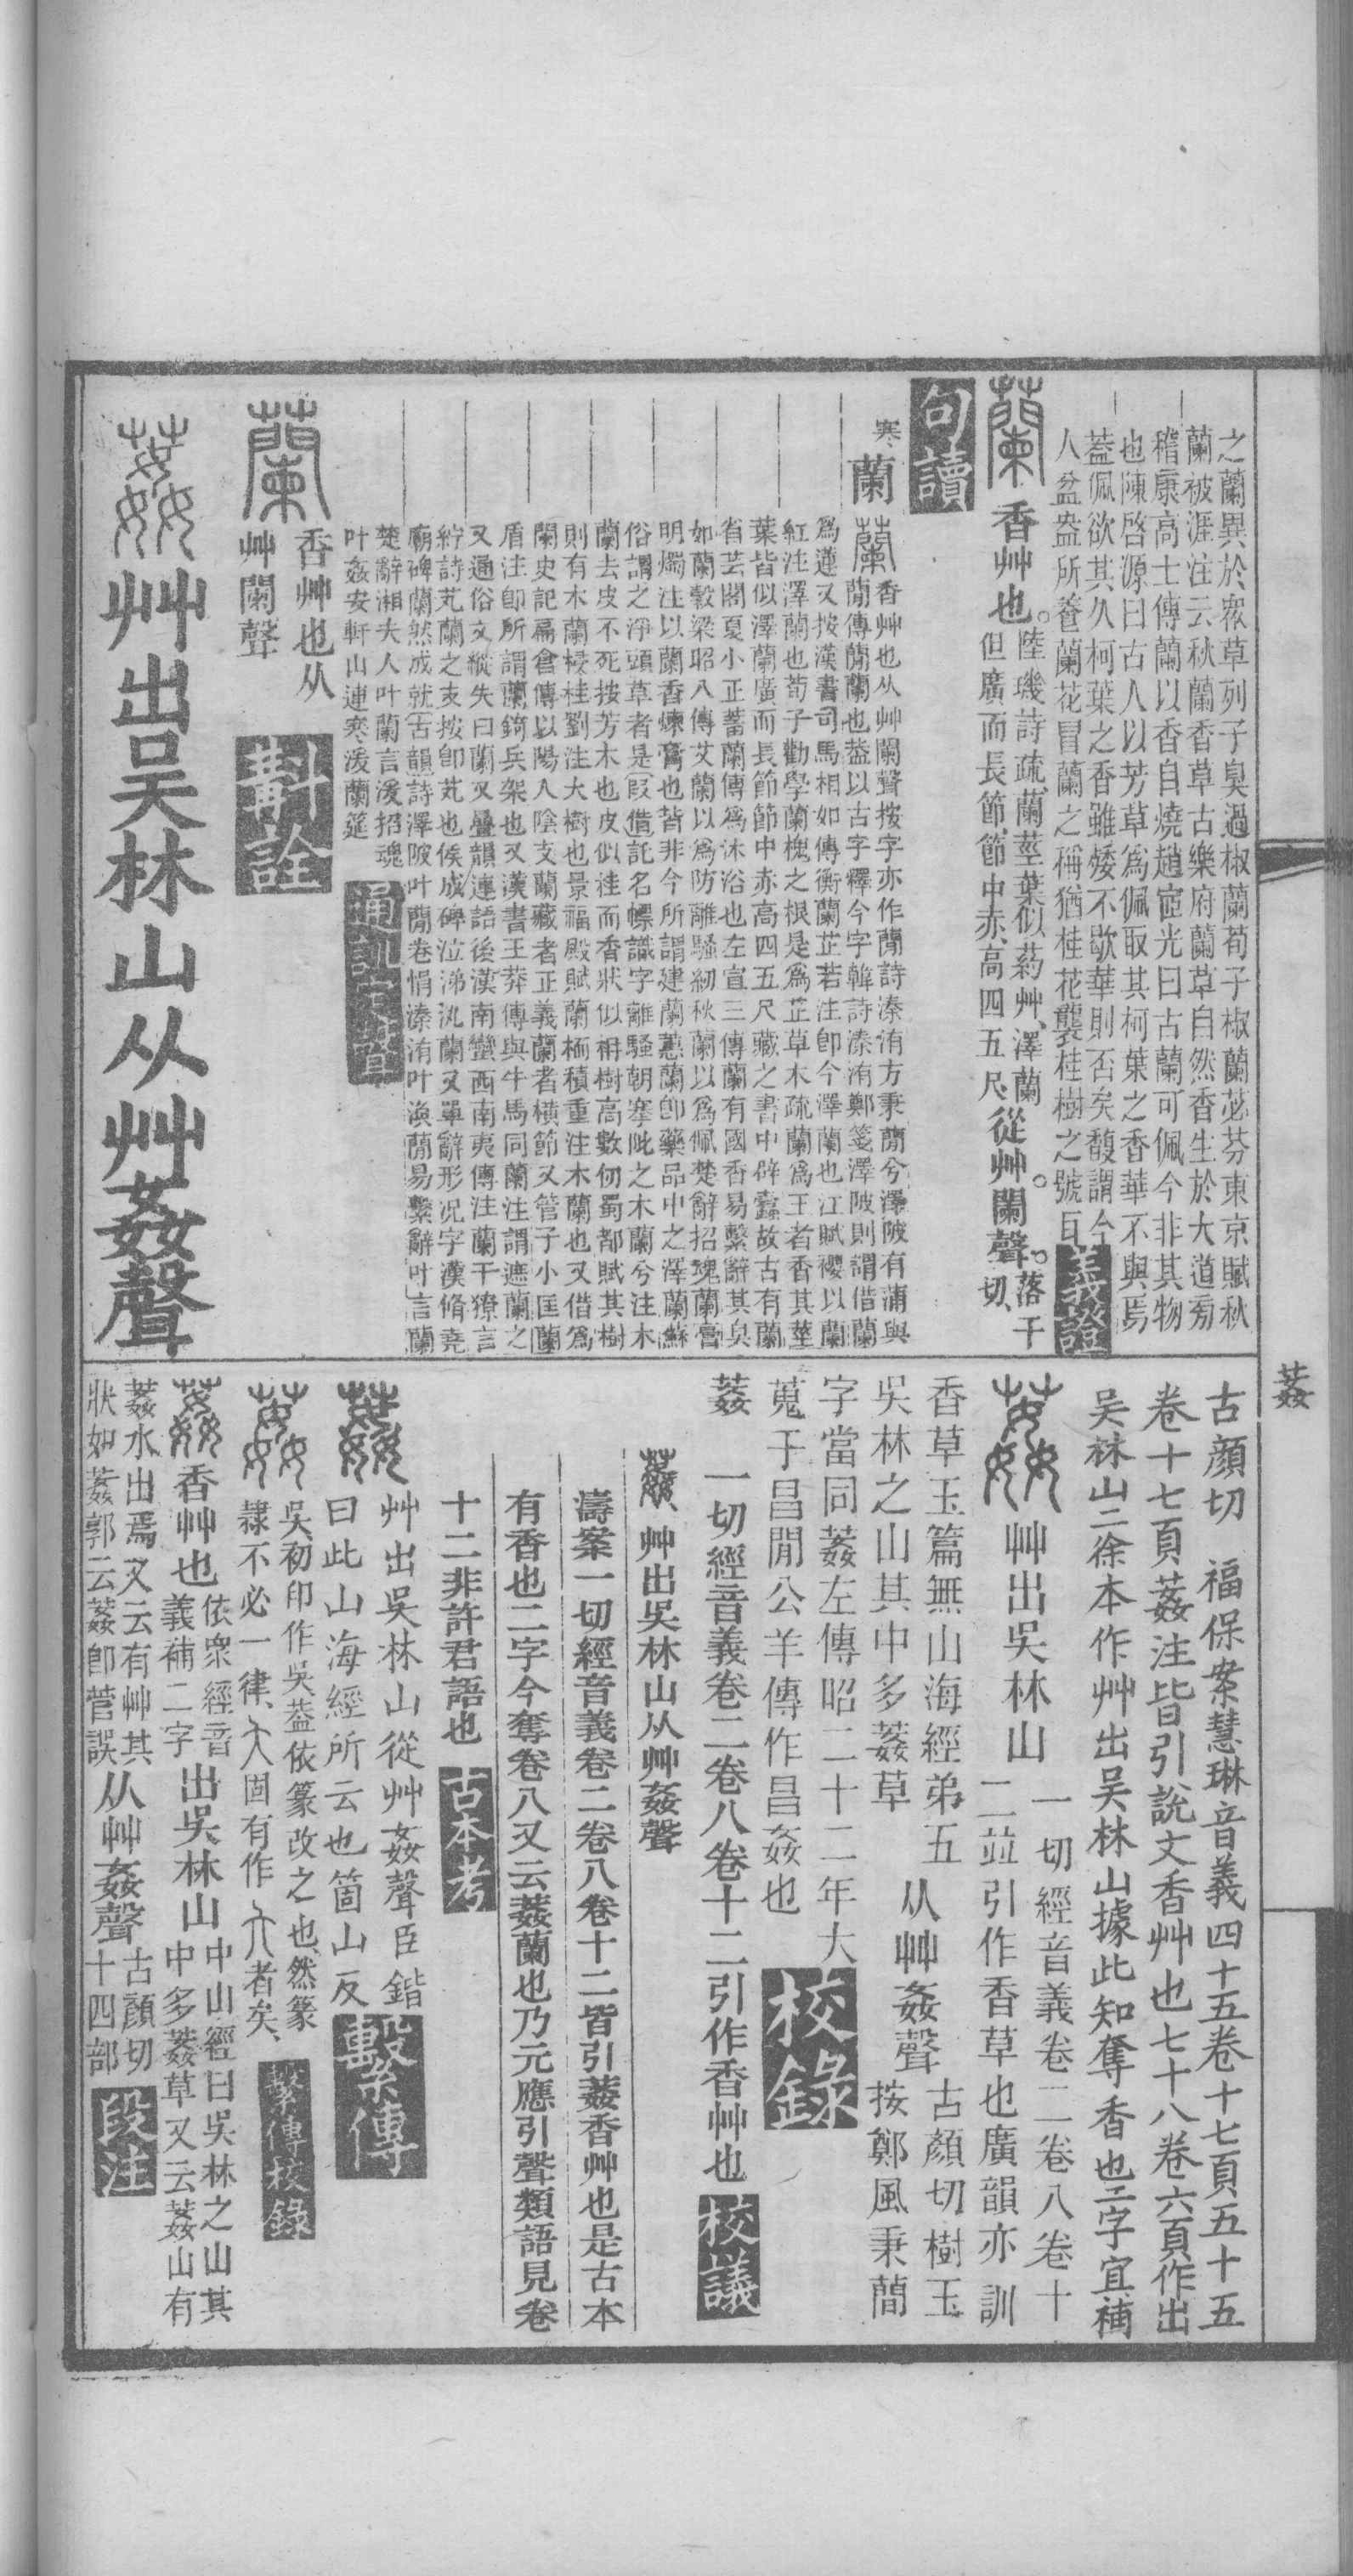 之蘭異於衆草列子臭過椒蘭荀子椒蘭苾芬東京賦秋
蘭被涯注云秋蘭香草古樂府蘭草自然香生於大道旁
稽康高士傳蘭以香自燒趙宧光曰古蘭可佩今非其物
也陳啓源曰古人以芳草爲佩取其柯葉之香華不與焉
葢佩欲其久柯葉之香雖矮不歇華則否矣馥謂今
人盆盎所養蘭花冒蘭之稱猶桂花襲桂樹之號耳
義證
蘭香艸也。陸璣詩疏、蘭莖葉似葯艸、澤蘭
但廣而長節、節中赤、高四五尺、從艸。闌聲。落干
切、
句讀
寒、蘭
蘭香艸也从艸闌聲按字亦作蕑詩溱洧方秉蕑兮澤陂有蒲與
蕑傳蕑蘭也葢以古字釋今字韓詩溱洧鄭箋澤陂則謂借蘭
爲蓮又按漢書司馬相如傳衡蘭芷若注卽今澤蘭也江賦櫻以蘭
紅注澤蘭也荀子勸學蘭槐之根是爲芷草木疏蘭爲王者香其莖
葉皆似澤蘭廣而長節節中赤高四五尺藏之書中辟蠹故古有蘭
省芸閣夏小正蓄蘭傳爲沐浴也左宣三傳蘭有國香易繫辭其臭
如蘭穀梁昭八傳艾蘭以爲防離騷紉秋蘭以爲佩楚辭招魂蘭膏
明燭注以蘭香煉膏也皆非今所謂建蘭蕙蘭卽藥品中之澤蘭蘇
俗謂之淨頭草者是叚借託名幖識字離騷朝搴阰之木蘭兮注木
蘭去皮不死按芳木也皮似桂而香狀似楠樹高數仞蜀都賦其樹
則有木蘭梫桂劉注大樹也景福殿賦蘭栭積重注木蘭也又借爲
闌史記扁倉傳以陽入陰支蘭藏者正義蘭者橫節又管子小匡蘭
盾注卽所謂蘭錡兵架也又漢書王莽傳與牛馬同蘭注謂遮蘭之
又通俗文縱失曰蘭又疊韻連語後漢南蠻西南夷傳注蘭干獠言
紵詩芄蘭之支按卽芄也侯成碑泣涕汍蘭又單辭形况字漢脩堯
廟碑蘭然成就古韻詩澤陂叶蕑卷悁溱洧叶渙蕑易繫辭叶言蘭
楚辭湘夫人叶蘭言湲招魂
叶姦安軒山連寒湲蘭筵
通訓定聲
蘭香艸也从
艸闌聲
斠詮
葌艸出吴林山从艸姦聲
葌
古顏切　福保案慧琳音義四十五卷十七頁五十五
卷十七頁葌注皆引說文香艸也七十八卷六頁作出
吴林山二徐本作艸出吴林山據此知奪香也二字宜補
葌艸出吳林山一切經音義卷二卷八卷十
二並引作香草也廣韻亦訓
香草玉篇無山海經弟五
吳林之山其中多葌草
从艸姦聲古顏切樹玉
按鄭風秉蕑
字當同葌左傳昭二十二年大
蒐于昌閒公羊傳作昌姦也
校錄
葌　一切經音義卷二卷八卷十二引作香艸也
校議
葌、艸出吳林山从艸姦聲
濤案一切經音義卷二卷八卷十二皆引葌香艸也是古本
有香也二字今奪卷八又云葌蘭也乃元應引聲類語見卷
十二非許君語也
古本考
葌艸出吳林山從艸姦聲臣鍇
曰此山海經所云也箇山反
繫傳
葌吳初印作吳葢依篆改之也、然篆
隸不必一律、大固有作亣者矣、
繫傳校錄
葌香艸也依衆經音
義補二字出吳林山中山經曰吳林之山其
中多葌草又云葌山有
葌水出焉又云有艸其
狀如葌郭云葌卽菅誤从艸姦聲古顏切
十四部
段注